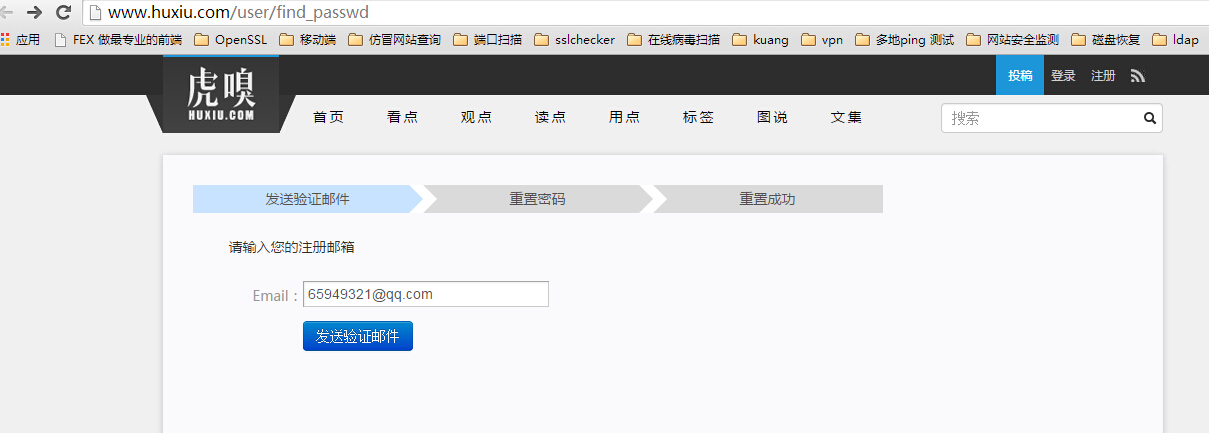 www.huxiu.com/user/find_passwd
应用 FEX 做最专业的前端 OpenSSL 移动端 仿冒网站查询 端口扫描 sslchecker 在线病毒扫描 kuang vpn 多地ping 测试 网站安全监测 磁盘恢复 ldap
虎嗅
HUXIU.COM
投稿 登录 注册
首页 看点 观点 读点 用点 标签 图说 文集 搜索
发送验证邮件 重置密码 重置成功
请输入您的注册邮箱
Email： 65949321@qq.com
发送验证邮件